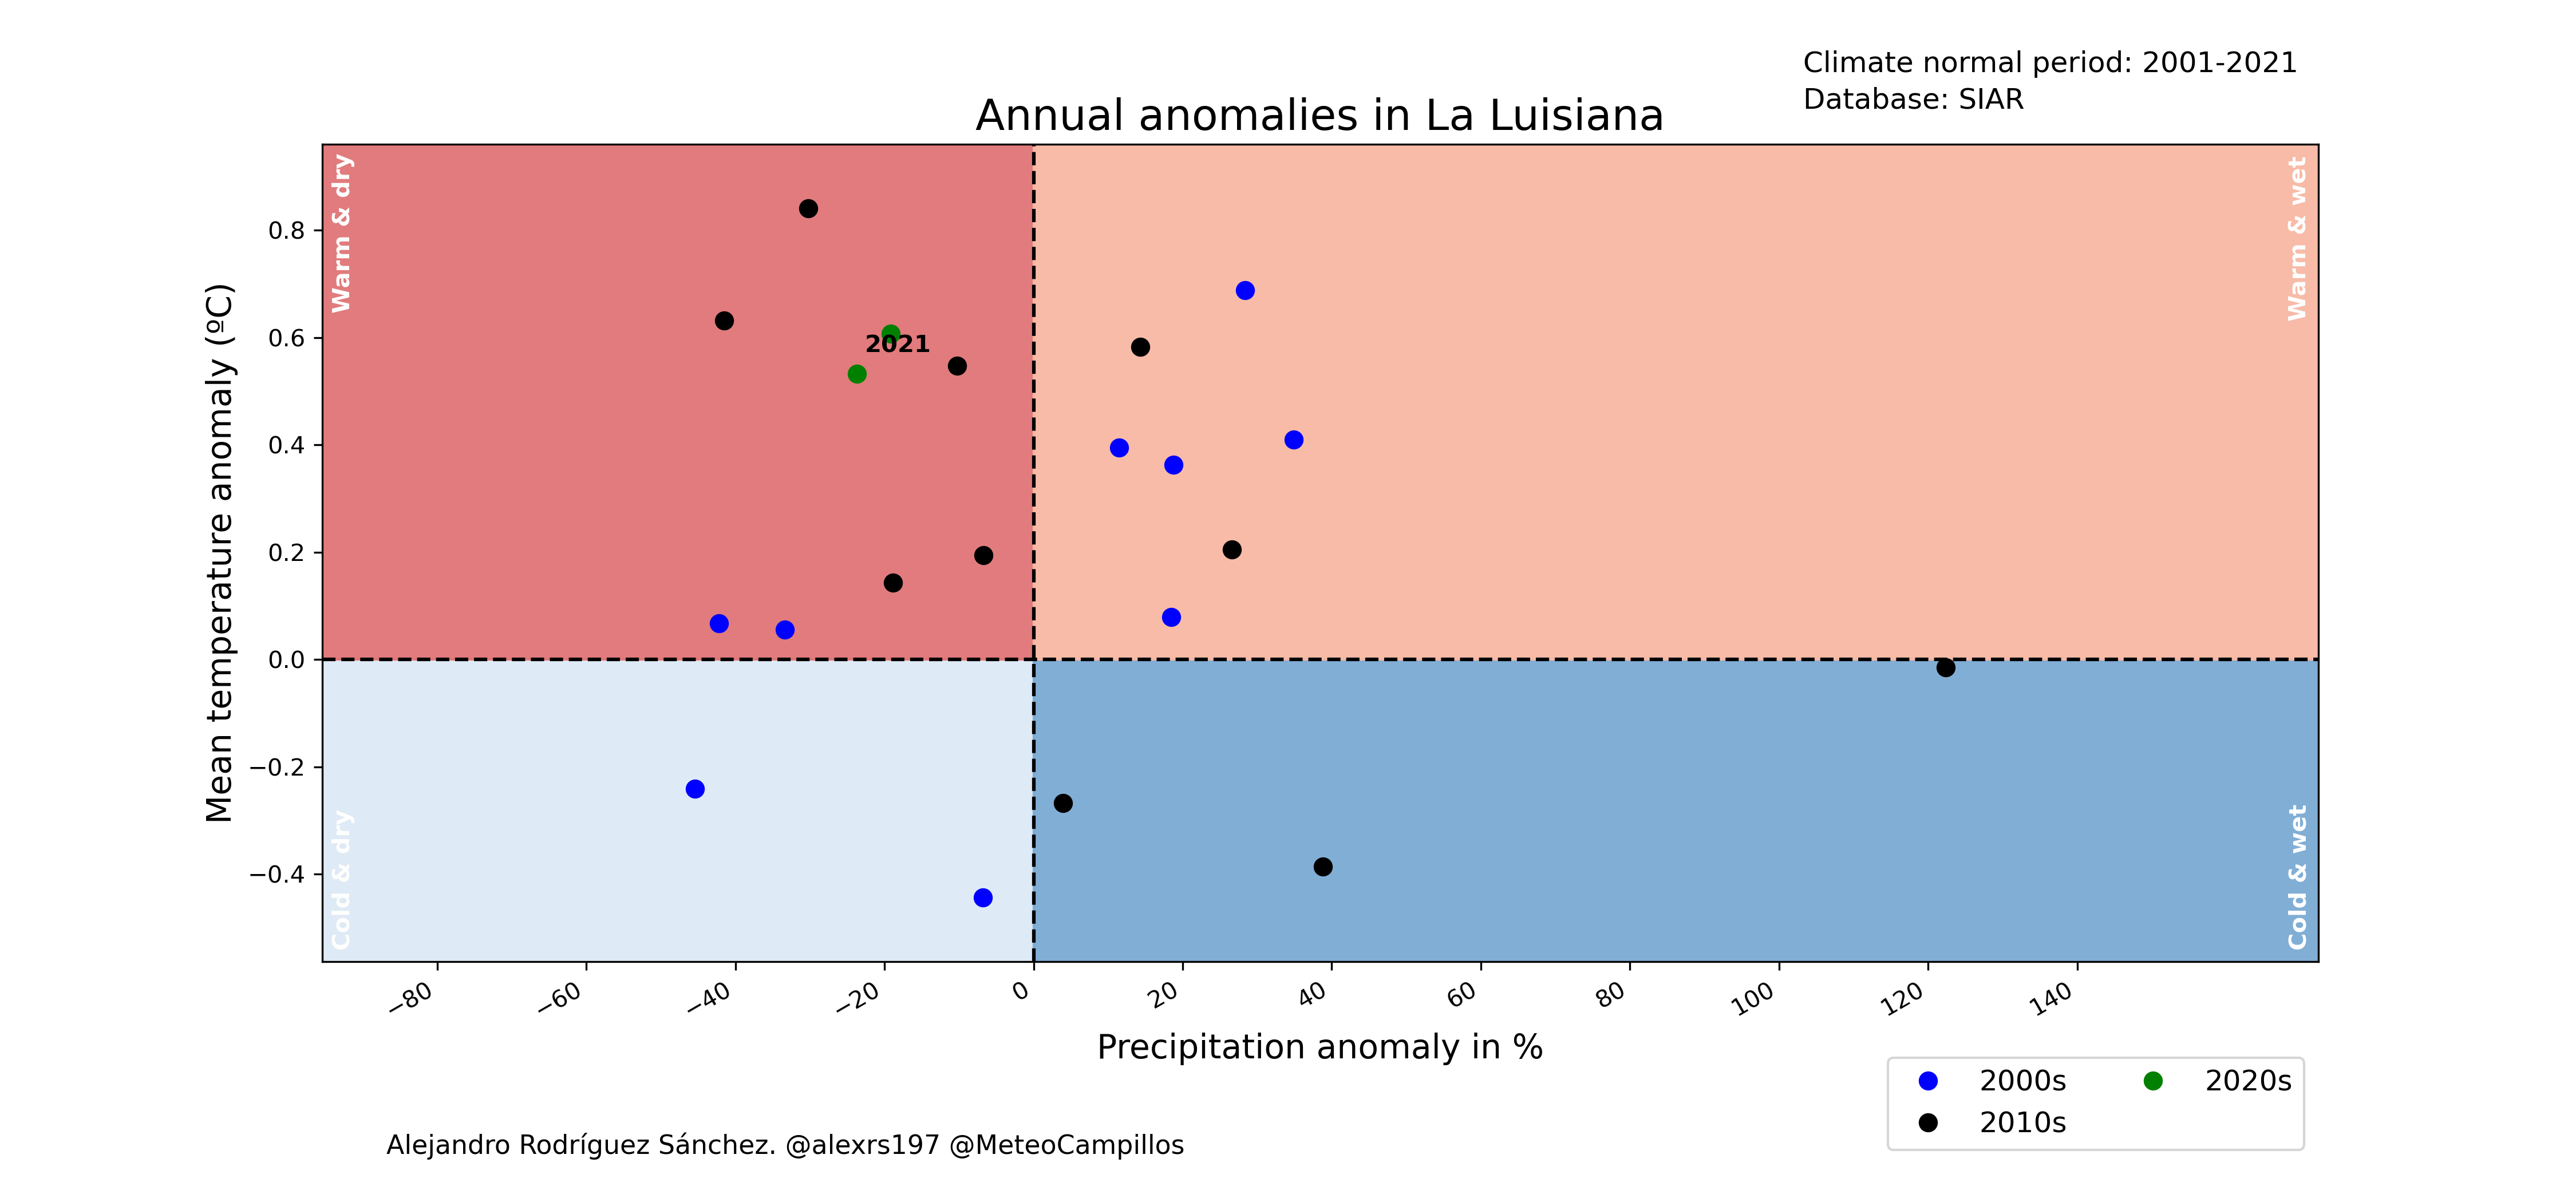 Climate normal period: 2001-2021
Database: SIAR
Annual anomalies in La Luisiana
Warm & dry
Warm & wet
0.8
0.6
0.4
0.2
0.0
−0.2
−0.4
Mean temperature anomaly (ºC)
2021
Cold & dry
Cold & wet
−80
−60
−40
−20
0
20
40
60
80
100
120
140
Precipitation anomaly in %
2000s
2020s
2010s
Alejandro Rodríguez Sánchez. @alexrs197 @MeteoCampillos